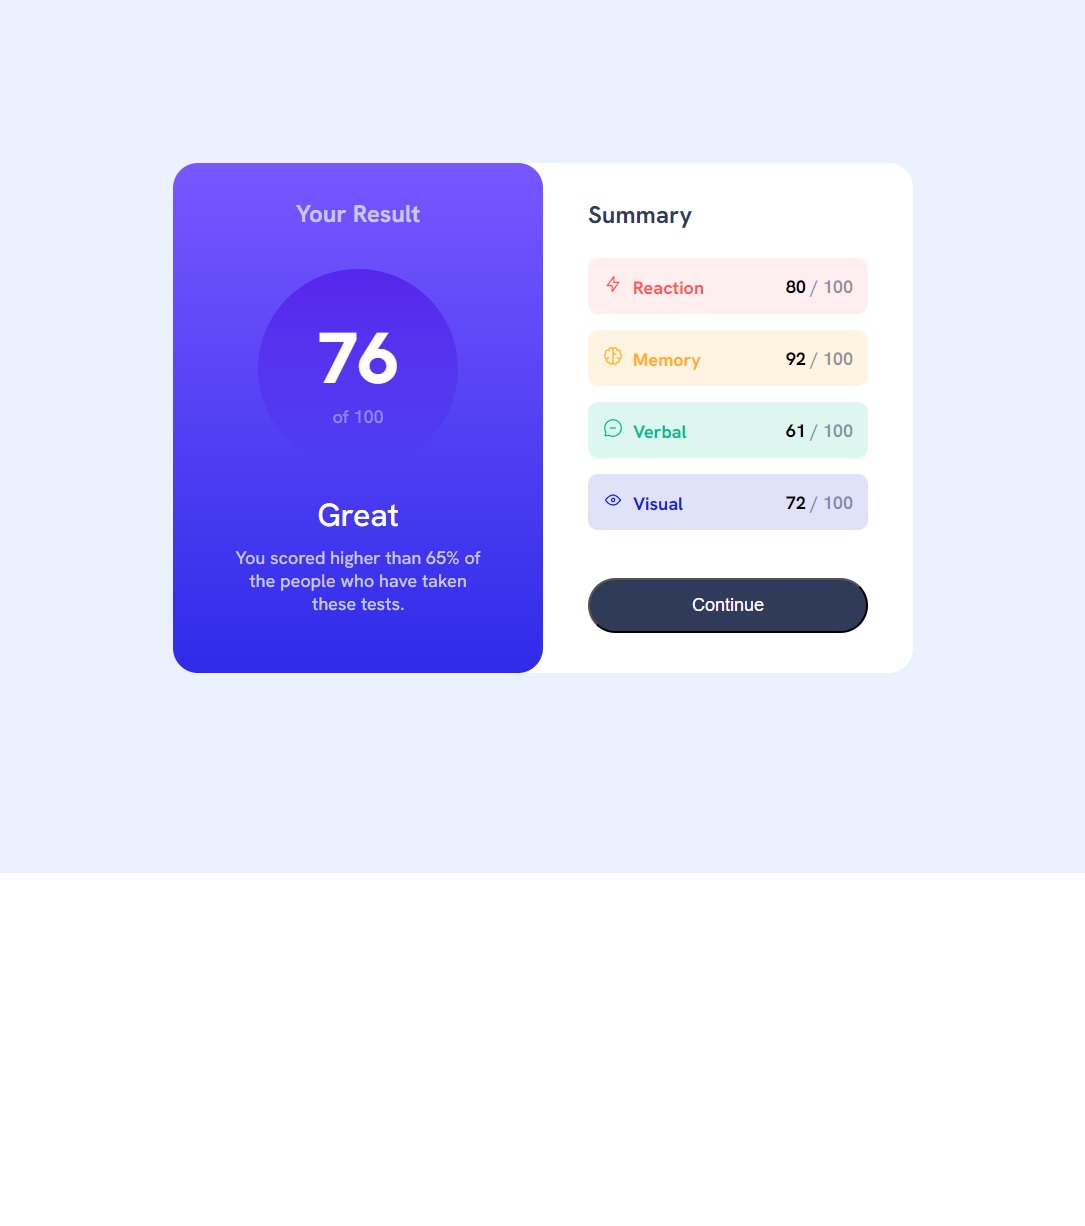 Your Result
76
of 100
Great
You scored higher than 65% of
the people who have taken
these tests.
Summary
Reaction 80 / 100
Memory 92 / 100
Verbal 61 / 100
Visual 72 / 100
Continue